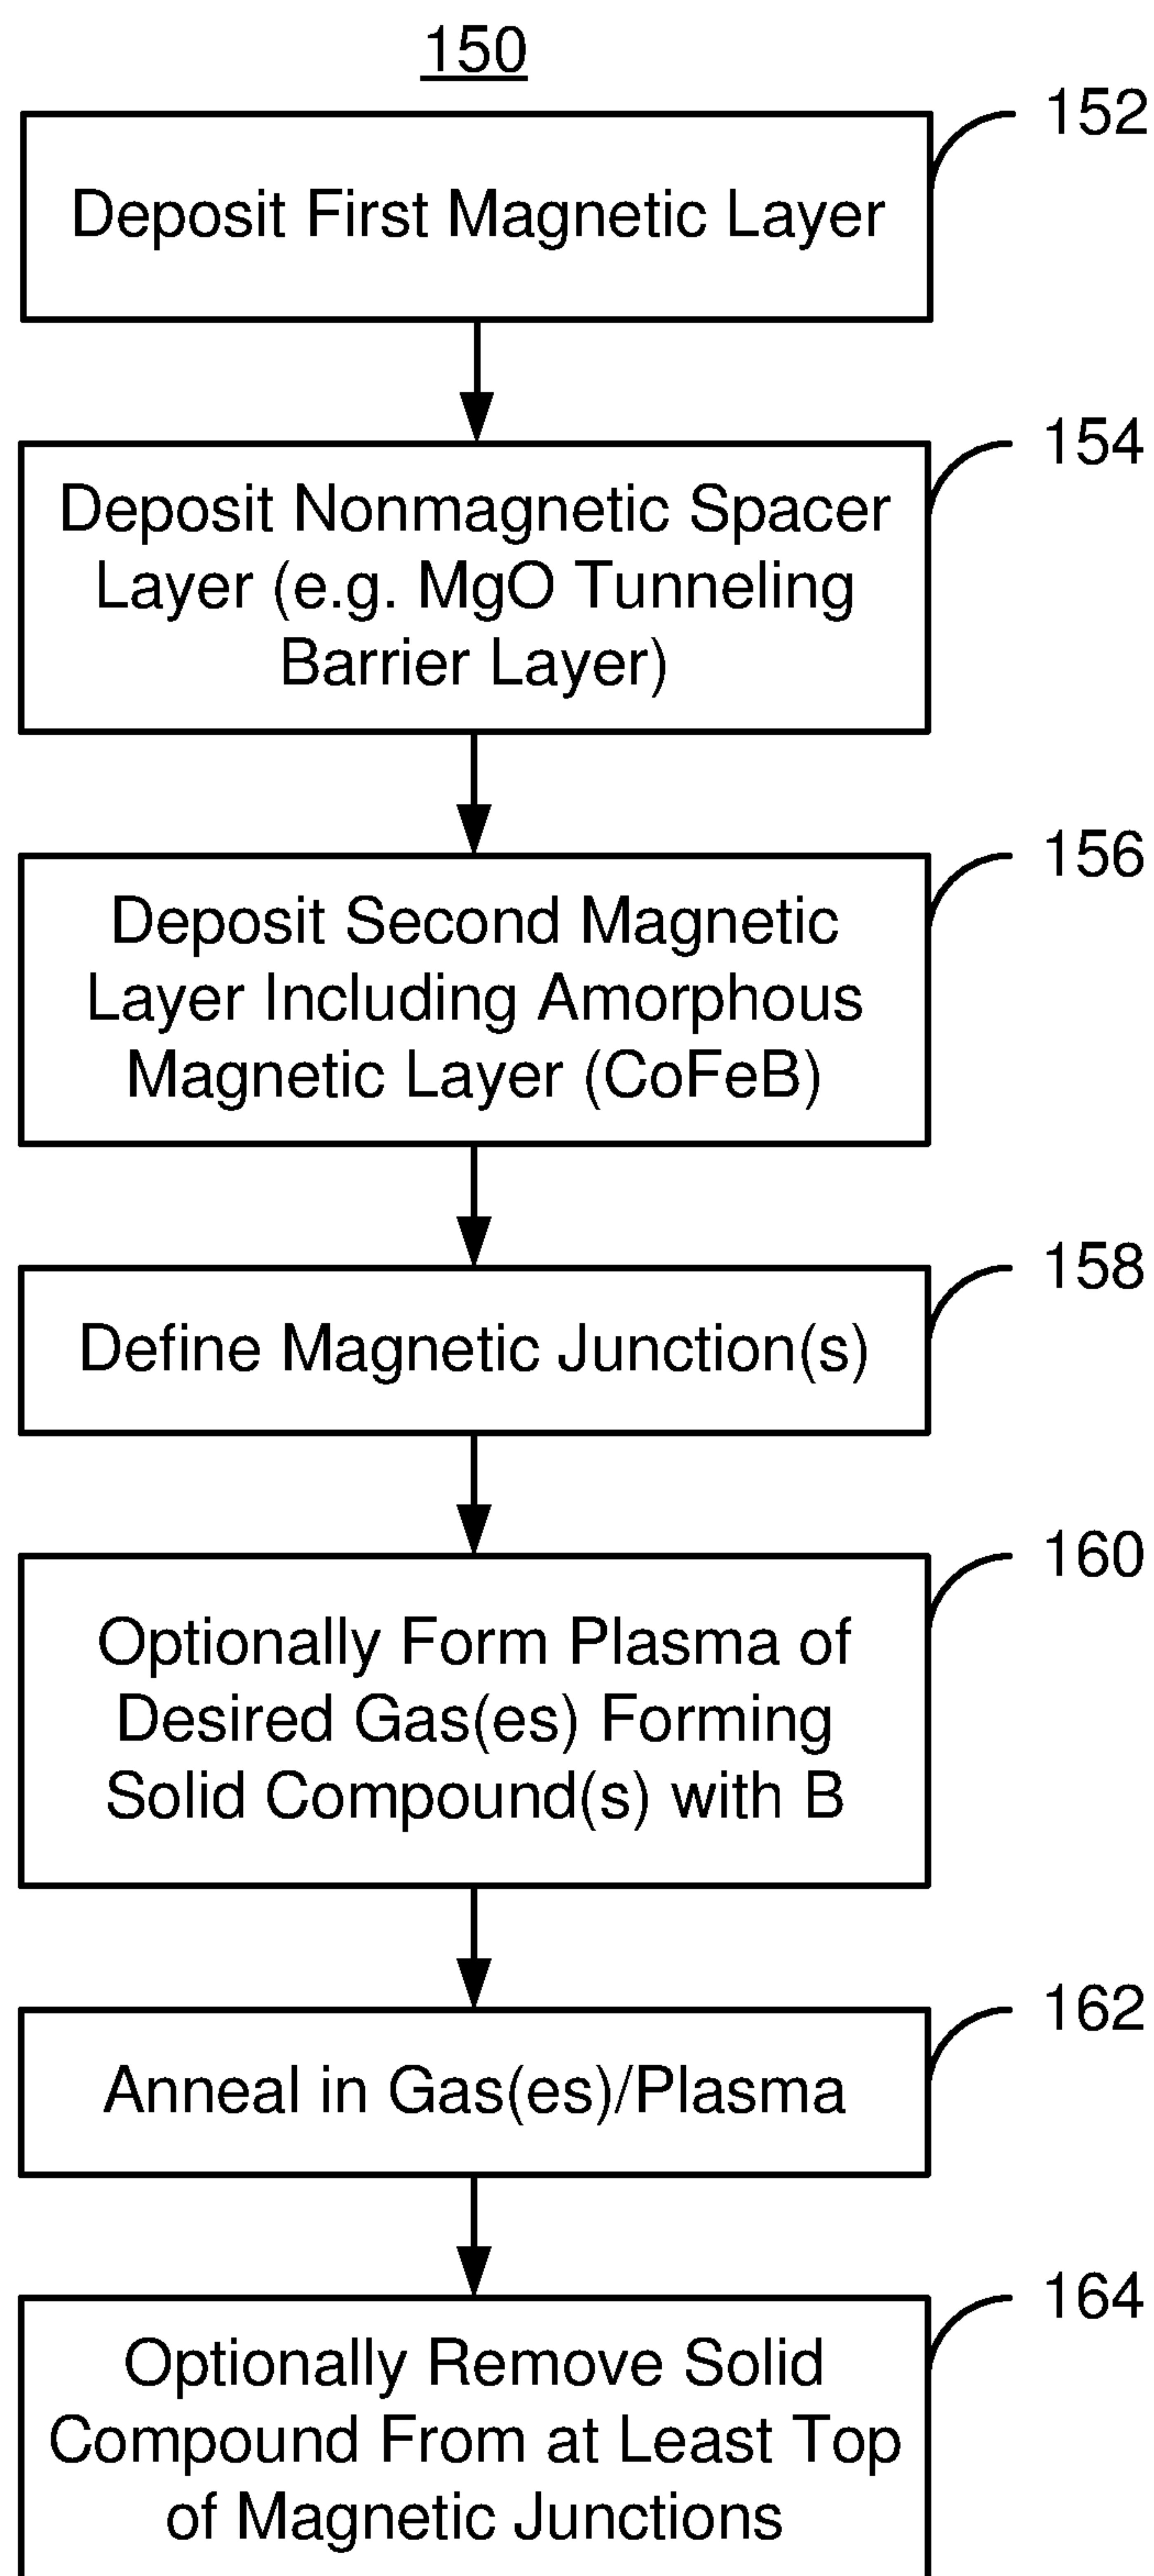 150
152
Deposit First Magnetic Layer
154
Deposit Nonmagnetic Spacer
Layer (e.g. MgO Tunneling
Barrier Layer)
156
Deposit Second Magnetic
Layer Including Amorphous
Magnetic Layer (CoFeB)
158
Define Magnetic Junction(s)
160
Optionally Form Plasma of
Desired Gas(es) Forming
Solid Compound(s) with B
162
Anneal in Gas(es)/Plasma
164
Optionally Remove Solid
Compound From at Least Top
of Magnetic Junctions